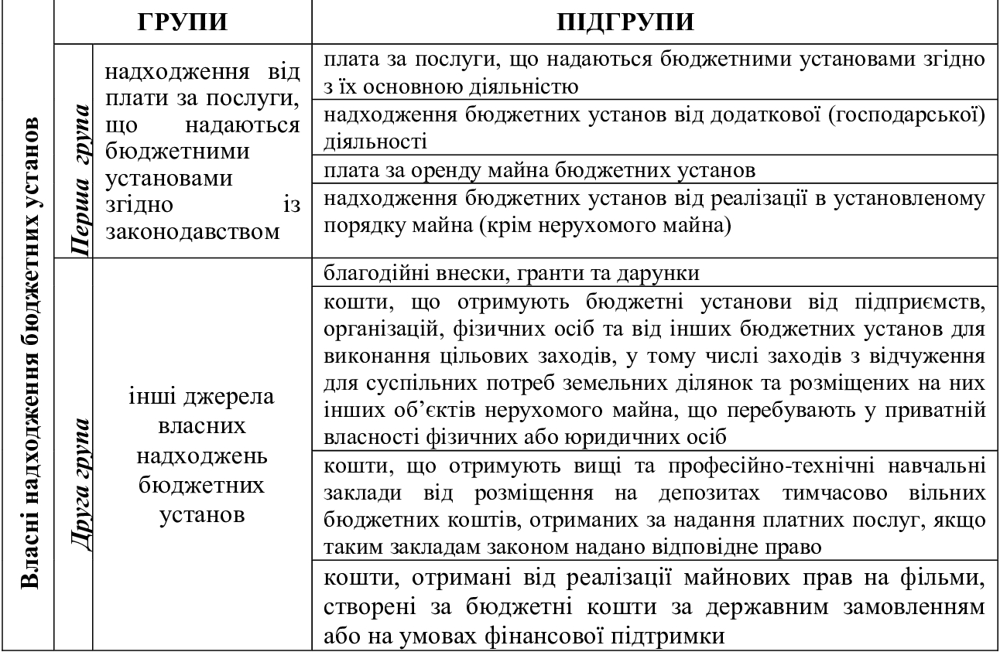 Власні надходження бюджетних установ
ГРУПИ
ПІДГРУПИ
Перша група
надходження від
плати за послуги,
що надаються
бюджетними
установами
згідно із
законодавством
плата за послуги, що надаються бюджетними установами згідно
з їх основною діяльністю
надходження бюджетних установ від додаткової (господарської)
діяльності
плата за оренду майна бюджетних установ
надходження бюджетних установ від реалізації в установленому
порядку майна (крім нерухомого майна)
Друга група
інші джерела
власних
надходжень
бюджетних
установ
благодійні внески, гранти та дарунки
кошти, що отримують бюджетні установи від підприємств,
організацій, фізичних осіб та від інших бюджетних установ для
виконання цільових заходів, у тому числі заходів з відчуження
для суспільних потреб земельних ділянок та розміщених на них
інших об’єктів нерухомого майна, що перебувають у приватній
власності фізичних або юридичних осіб
кошти, що отримують вищі та професійно-технічні навчальні
заклади від розміщення на депозитах тимчасово вільних
бюджетних коштів, отриманих за надання платних послуг, якщо
таким закладам законом надано відповідне право
кошти, отримані від реалізації майнових прав на фільми,
створені за бюджетні кошти за державним замовленням
або на умовах фінансової підтримки